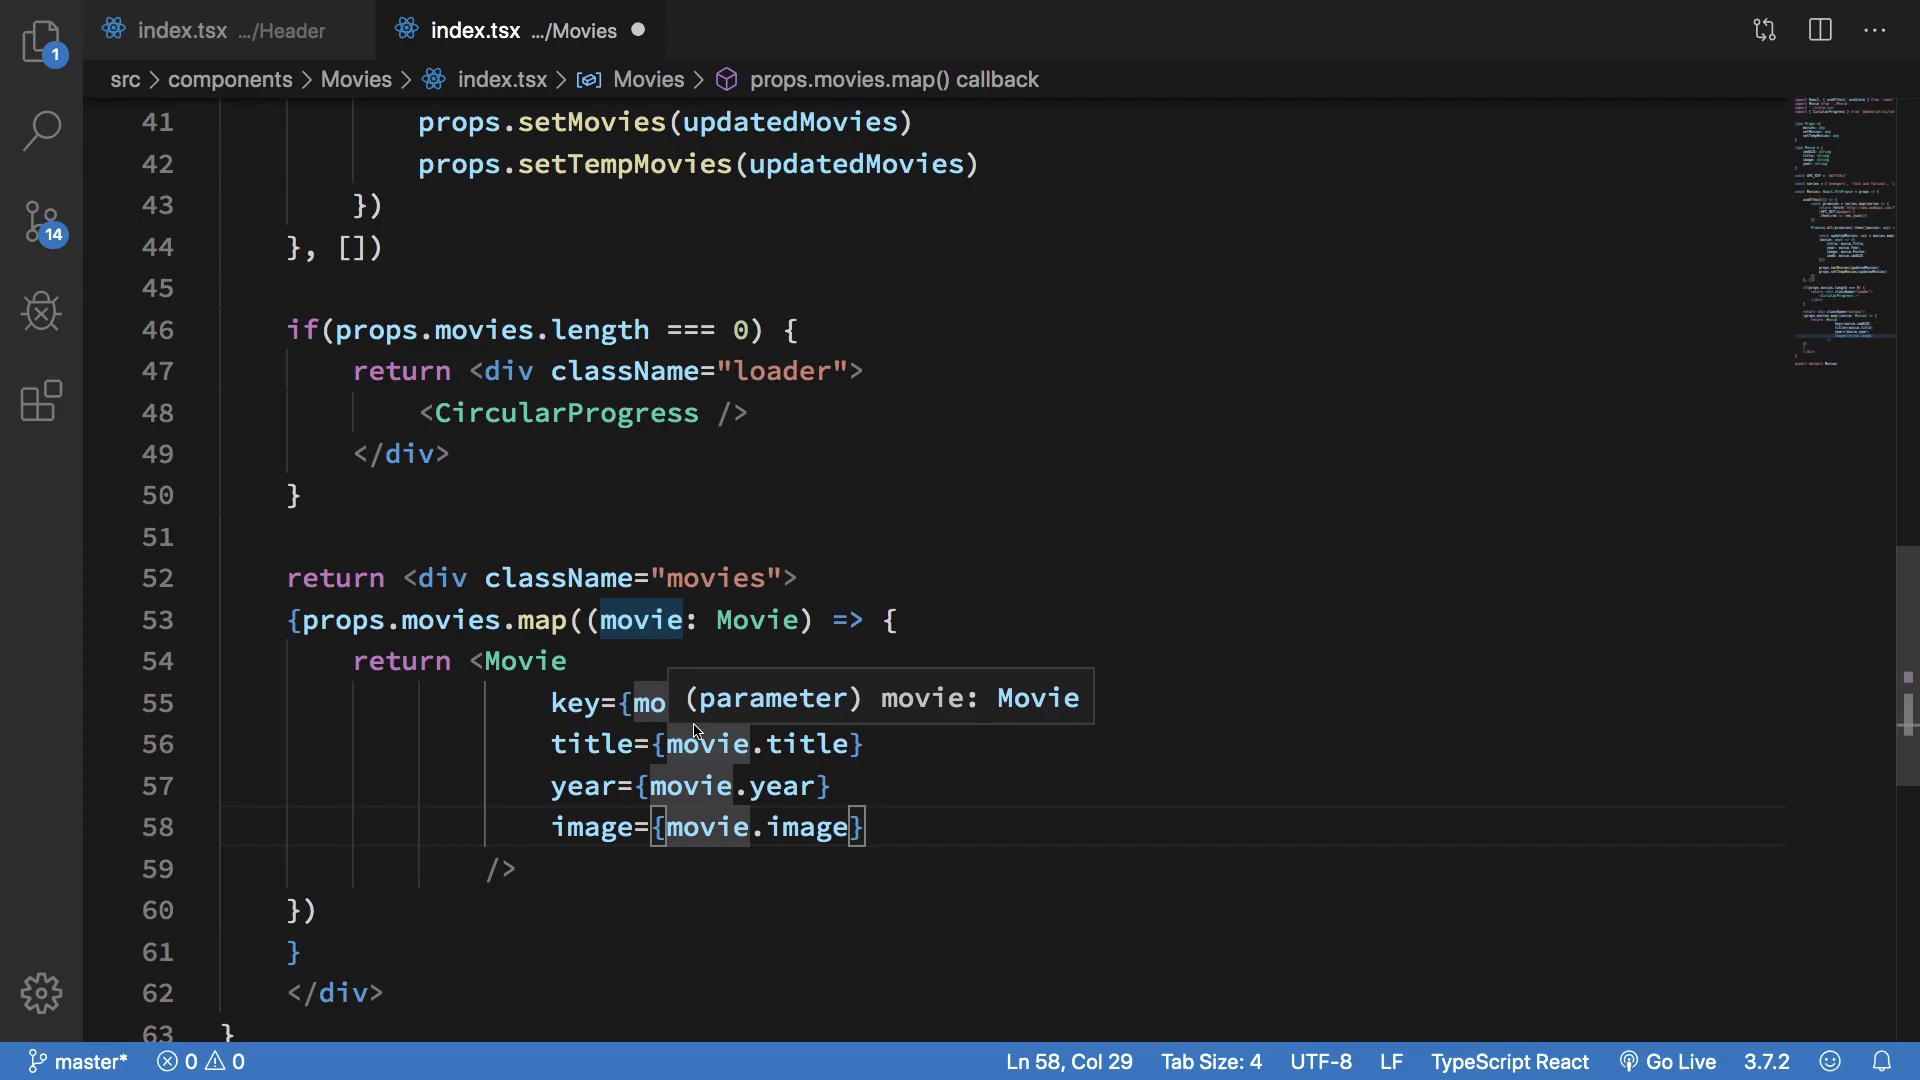 index.tsx .../Header
index.tsx .../Movies
1
src > components > Movies > index.tsx > Movies > props.movies.map() callback
41 props.setMovies(updatedMovies)
42 props.setTempMovies(updatedMovies)
43 })
44 }, [])
45
46 if(props.movies.length === 0) {
47 return <div className="loader">
48 <CircularProgress />
49 </div>
50 }
51
52 return <div className="movies">
53 {props.movies.map((movie: Movie) => {
54 return <Movie
55 key={mo
(parameter) movie: Movie
56 title={movie.title}
57 year={movie.year}
58 image={movie.image}
59 />
60 })
61 }
62 </div>
63 }
14
master* 0 0 Ln 58, Col 29 Tab Size: 4 UTF-8 LF TypeScript React Go Live 3.7.2